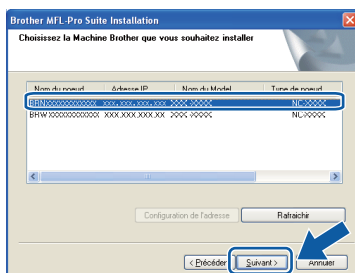 Brother MFL-Pro Suite Installation
Choisissez la Machine Brother que vous souhaitez installer
Nom du noeud Adresse IP Nom du Model Type de noeud
BRNXXXXXXXXXXXX XXX.XXX.XXX.XXX XXX-XXXX NC-XXXX
BRWXXXXXXXXXXXX XXX.XXX.XXX.XX XXX-XXXX NC-XXXX
Configuration de l'adresse Rafraichir
< Précéder Suivant > Annuler